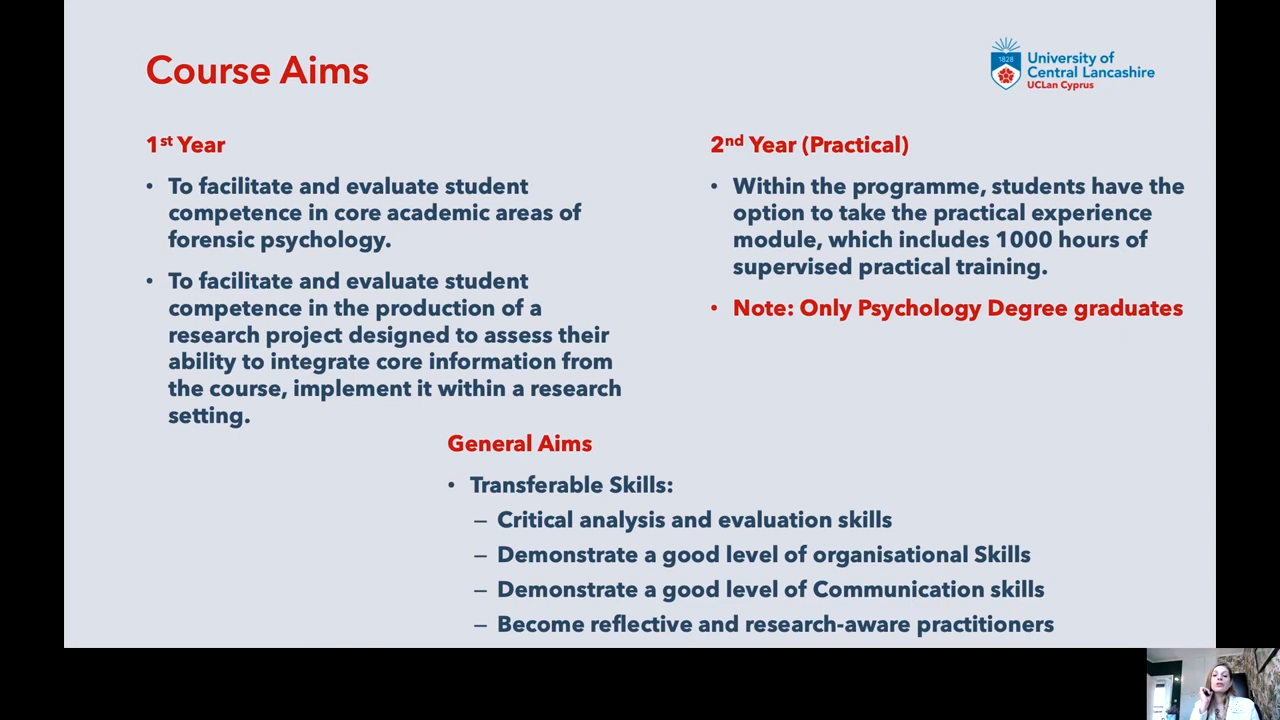 Course Aims
1828
University of
Central Lancashire
UCLan Cyprus
1st Year
• To facilitate and evaluate student
competence in core academic areas of
forensic psychology.
• To facilitate and evaluate student
competence in the production of a
research project designed to assess their
ability to integrate core information from
the course, implement it within a research
setting.
2nd Year (Practical)
• Within the programme, students have the
option to take the practical experience
module, which includes 1000 hours of
supervised practical training.
• Note: Only Psychology Degree graduates
General Aims
• Transferable Skills:
– Critical analysis and evaluation skills
– Demonstrate a good level of organisational Skills
– Demonstrate a good level of Communication skills
– Become reflective and research-aware practitioners